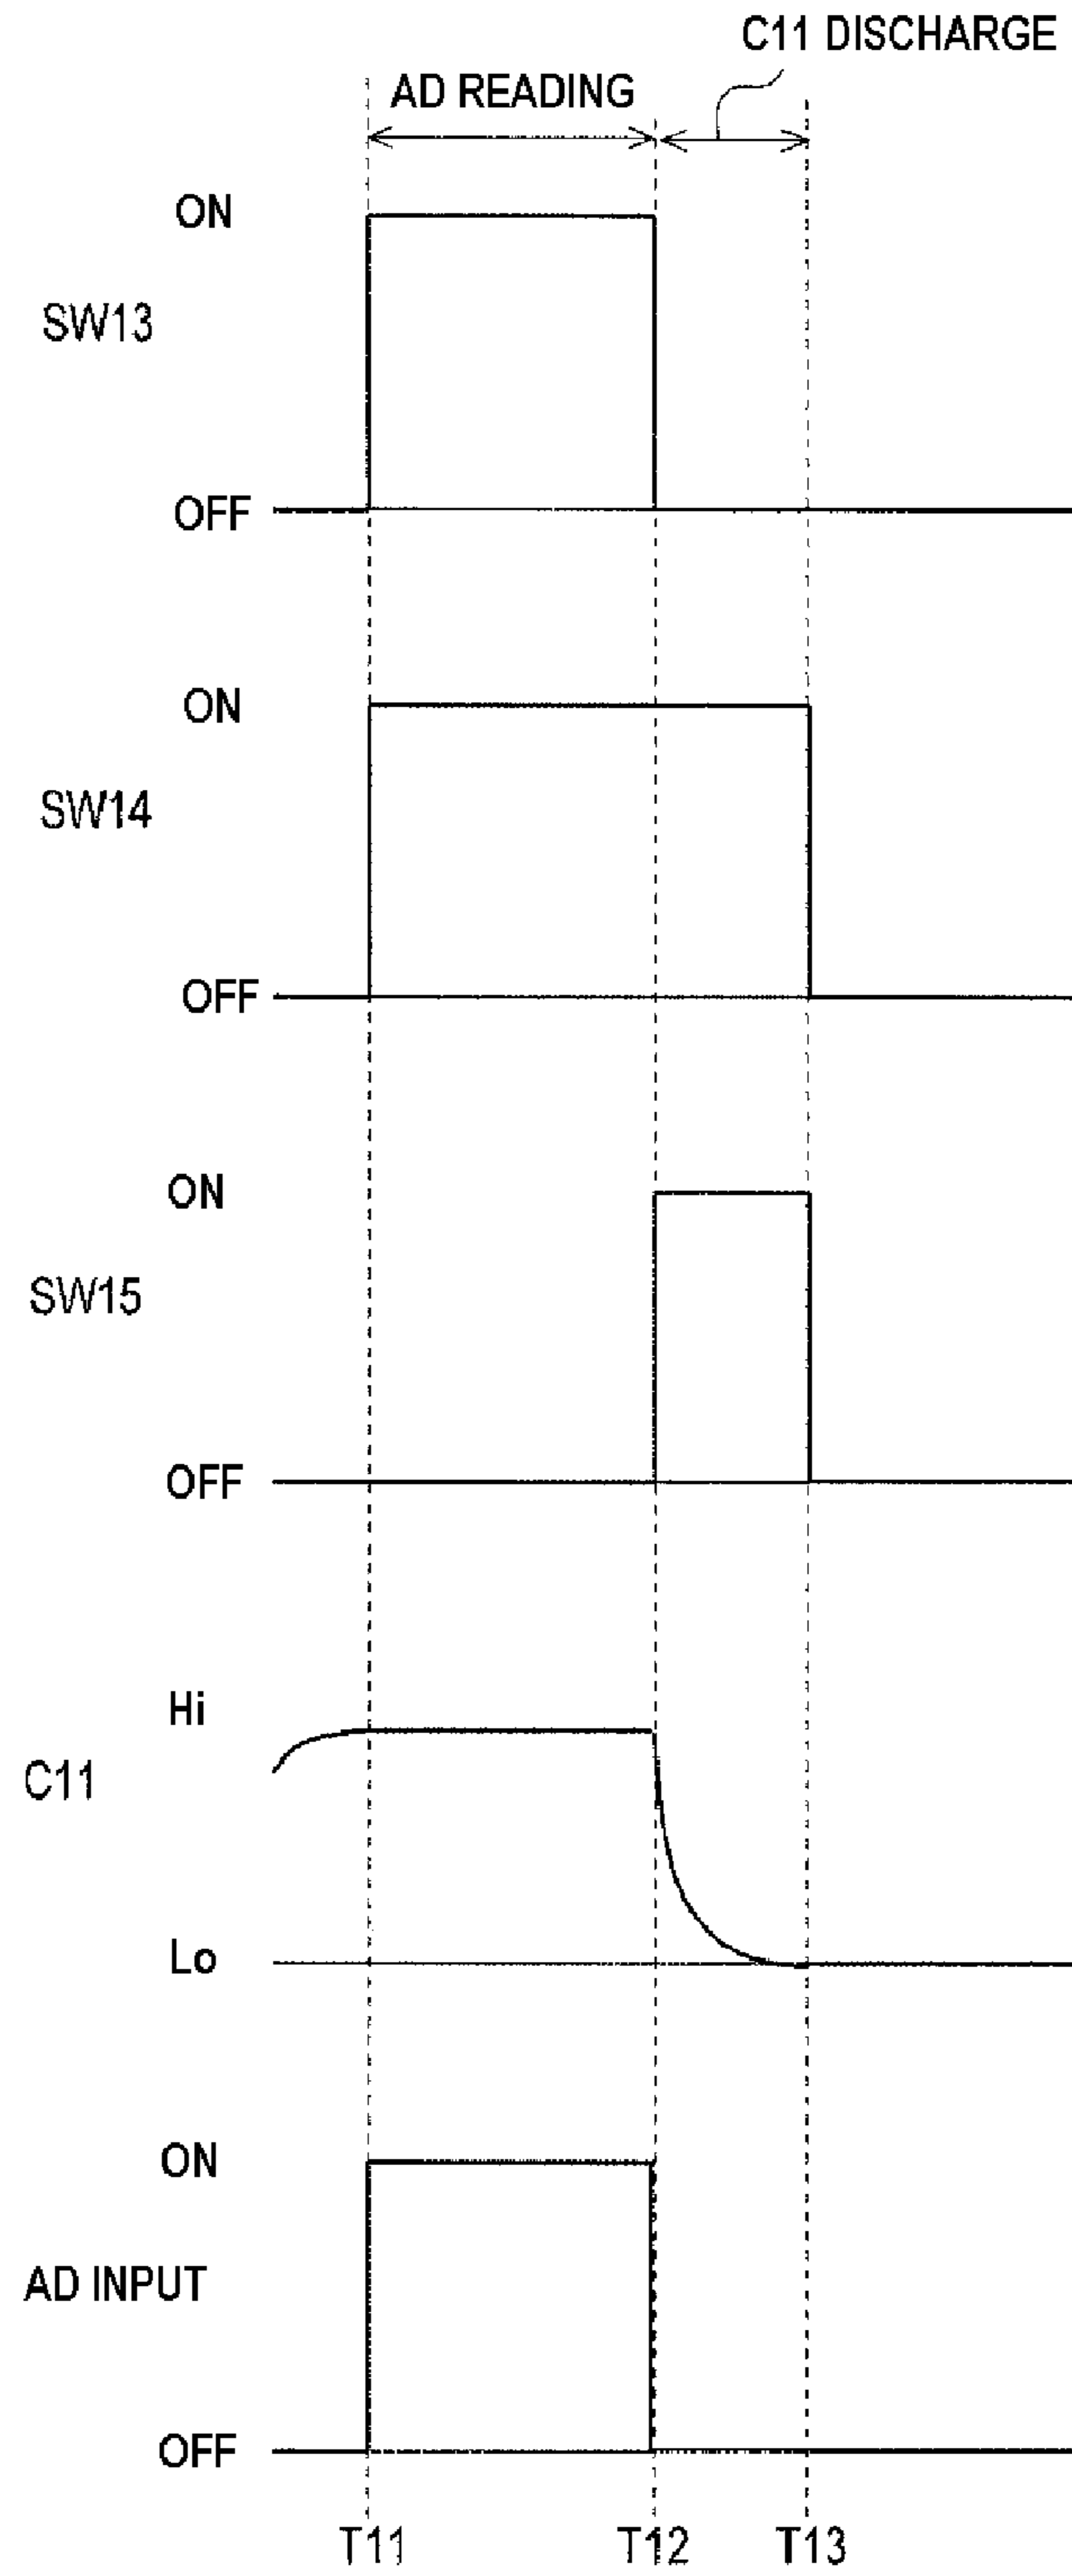 C11 DISCHARGE
AD READING
ON
SW13
OFF
ON
SW14
OFF
ON
SW15
OFF
Hi
C11
Lo
ON
AD INPUT
OFF
T11 T12 T13